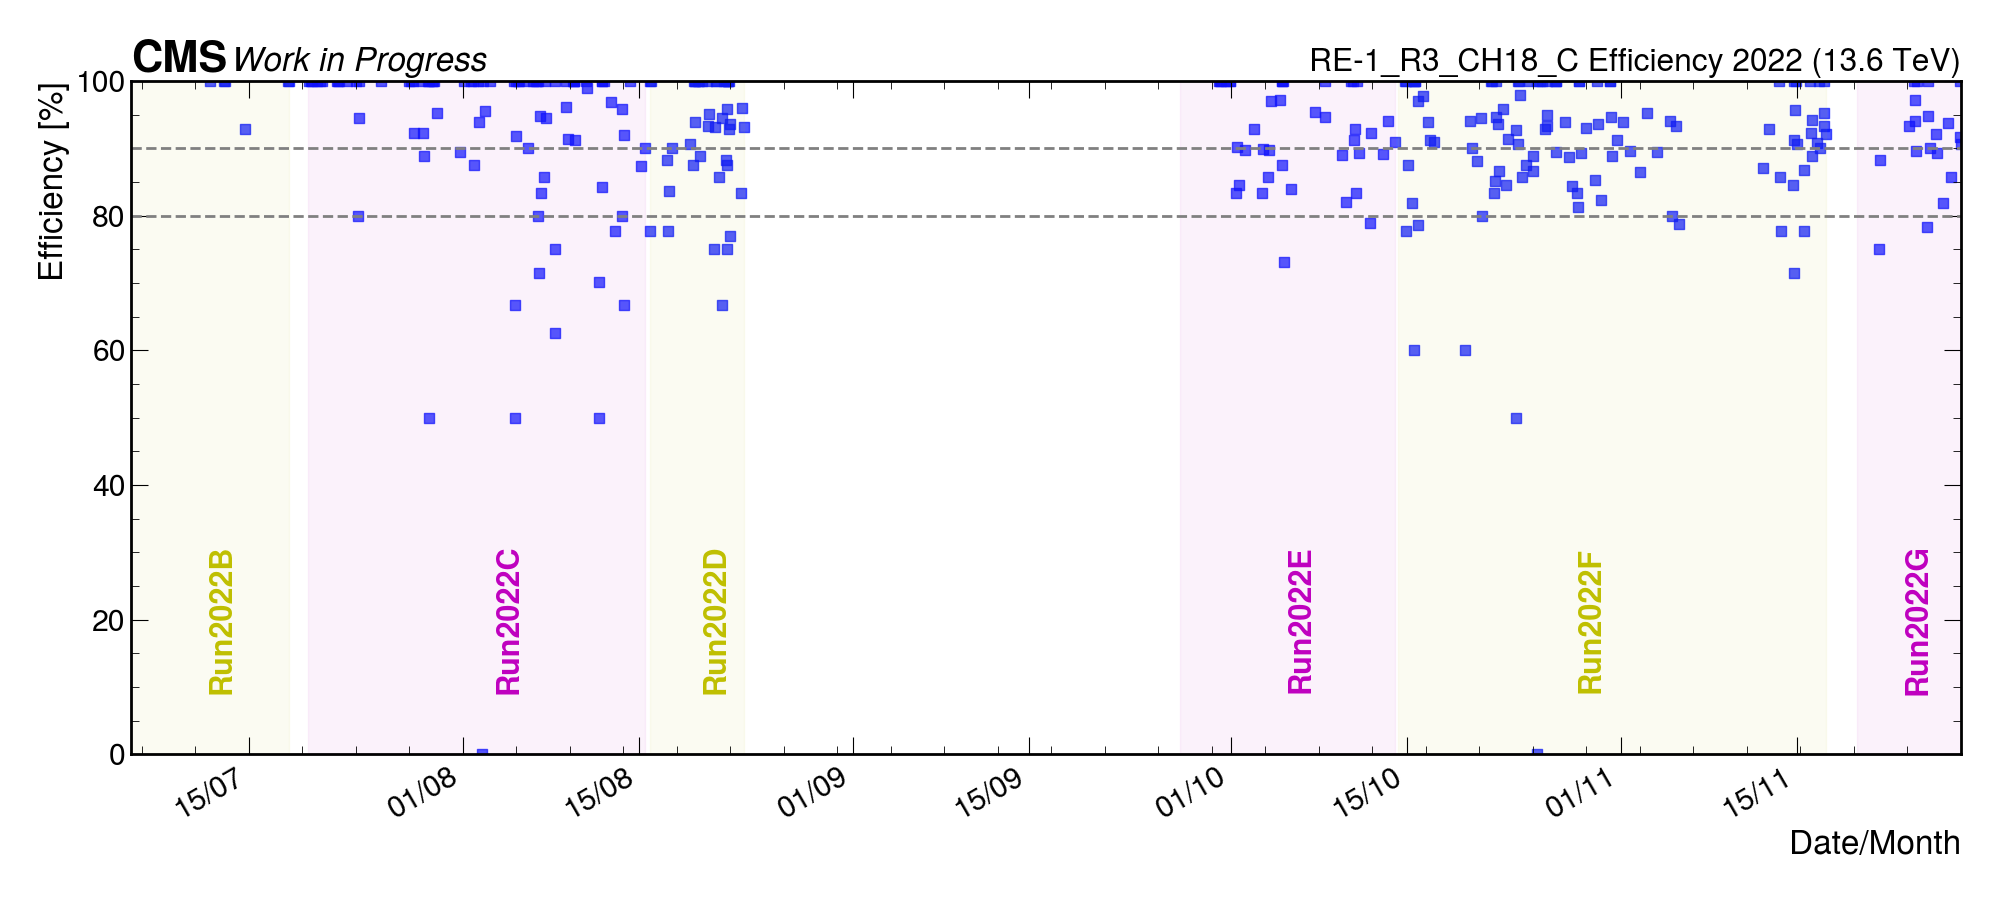 CMS Work in Progress
RE-1_R3_CH18_C Efficiency 2022 (13.6 TeV)
Efficiency [%]
100
80
60
40
20
0
Run2022B
Run2022C
Run2022D
Run2022E
Run2022F
Run2022G
15/07
01/08
15/08
01/09
15/09
01/10
15/10
01/11
15/11
Date/Month